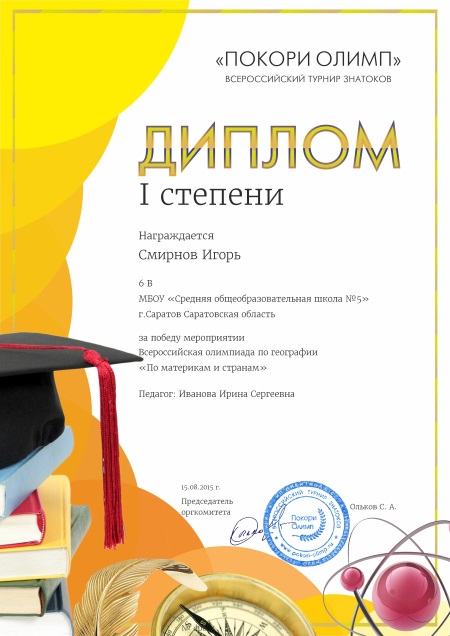 «ПОКОРИ ОЛИМП»
ВСЕРОССИЙСКИЙ ТУРНИР ЗНАТОКОВ
ДИПЛОМ
I степени
Награждается
Смирнов Игорь
6 В
МБОУ «Средняя общеобразовательная школа №5»
г.Саратов Саратовская область
за победу мероприятии
Всероссийская олимпиада по географии
«По материкам и странам»
Педагог: Иванова Ирина Сергеевна
15.08.2015 г.
Председатель
оргкомитета
Ольков С. А.
ВСЕРОССИЙСКИЙ ТУРНИР ЗНАТОКОВ
Покори
Олимп
www.pokori-olimp.ru